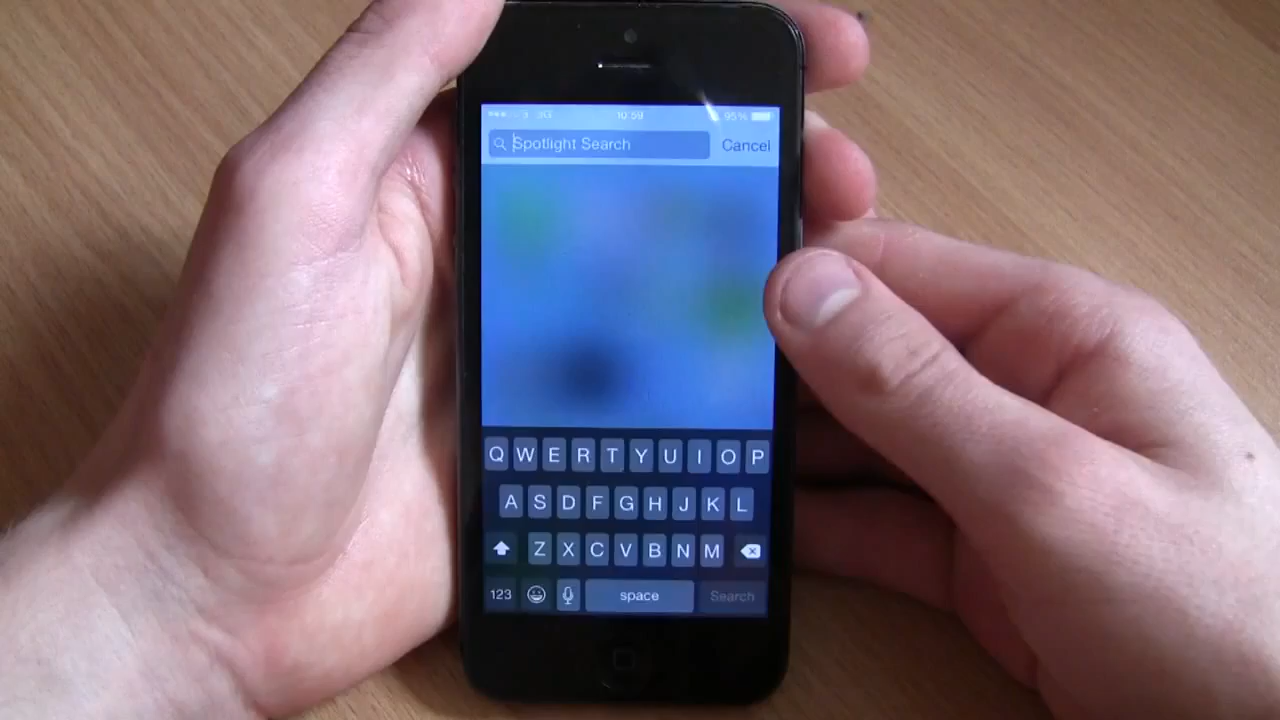 10:59 95%
Spotlight Search Cancel
Q W E R T Y U I O P
A S D F G H J K L
Z X C V B N M
123 space Search